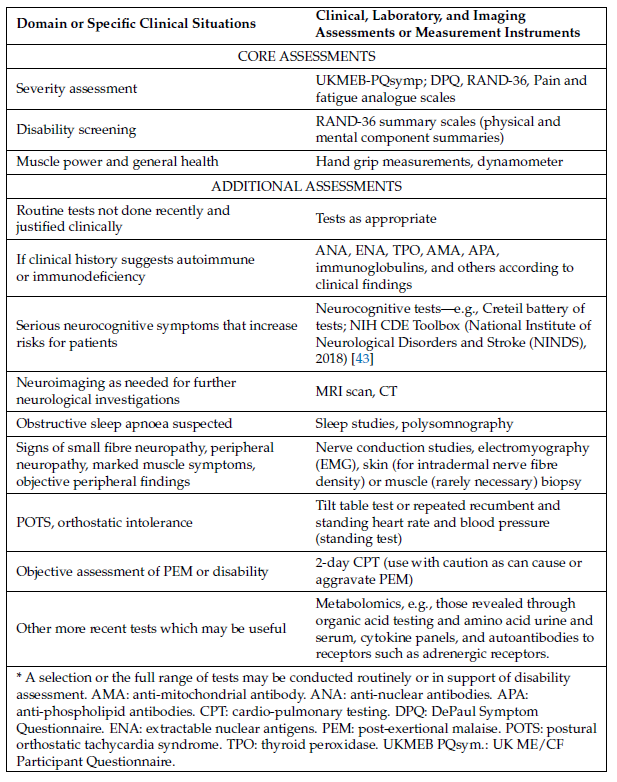 Domain or Specific Clinical Situations
Clinical, Laboratory, and Imaging
Assessments or Measurement Instruments
CORE ASSESSMENTS
Severity assessment
UKMEB-PQsymp; DPQ, RAND-36, Pain and
fatigue analogue scales
Disability screening
RAND-36 summary scales (physical and
mental component summaries)
Muscle power and general health
Hand grip measurements, dynamometer
ADDITIONAL ASSESSMENTS
Routine tests not done recently and
justified clinically
Tests as appropriate
If clinical history suggests autoimmune
or immunodeficiency
ANA, ENA, TPO, AMA, APA,
immunoglobulins, and others according to
clinical findings
Serious neurocognitive symptoms that increase
risks for patients
Neurocognitive tests—e.g., Creteil battery of
tests; NIH CDE Toolbox (National Institute of
Neurological Disorders and Stroke (NINDS),
2018) [43]
Neuroimaging as needed for further
neurological investigations
MRI scan, CT
Obstructive sleep apnoea suspected
Sleep studies, polysomnography
Signs of small fibre neuropathy, peripheral
neuropathy, marked muscle symptoms,
objective peripheral findings
Nerve conduction studies, electromyography
(EMG), skin (for intradermal nerve fibre
density) or muscle (rarely necessary) biopsy
POTS, orthostatic intolerance
Tilt table test or repeated recumbent and
standing heart rate and blood pressure
(standing test)
Objective assessment of PEM or disability
2-day CPT (use with caution as can cause or
aggravate PEM)
Other more recent tests which may be useful
Metabolomics, e.g., those revealed through
organic acid testing and amino acid urine and
serum, cytokine panels, and autoantibodies to
receptors such as adrenergic receptors.
* A selection or the full range of tests may be conducted routinely or in support of disability
assessment. AMA: anti-mitochondrial antibody. ANA: anti-nuclear antibodies. APA:
anti-phospholipid antibodies. CPT: cardio-pulmonary testing. DPQ: DePaul Symptom
Questionnaire. ENA: extractable nuclear antigens. PEM: post-exertional malaise. POTS: postural
orthostatic tachycardia syndrome. TPO: thyroid peroxidase. UKMEB PQsym.: UK ME/CF
Participant Questionnaire.